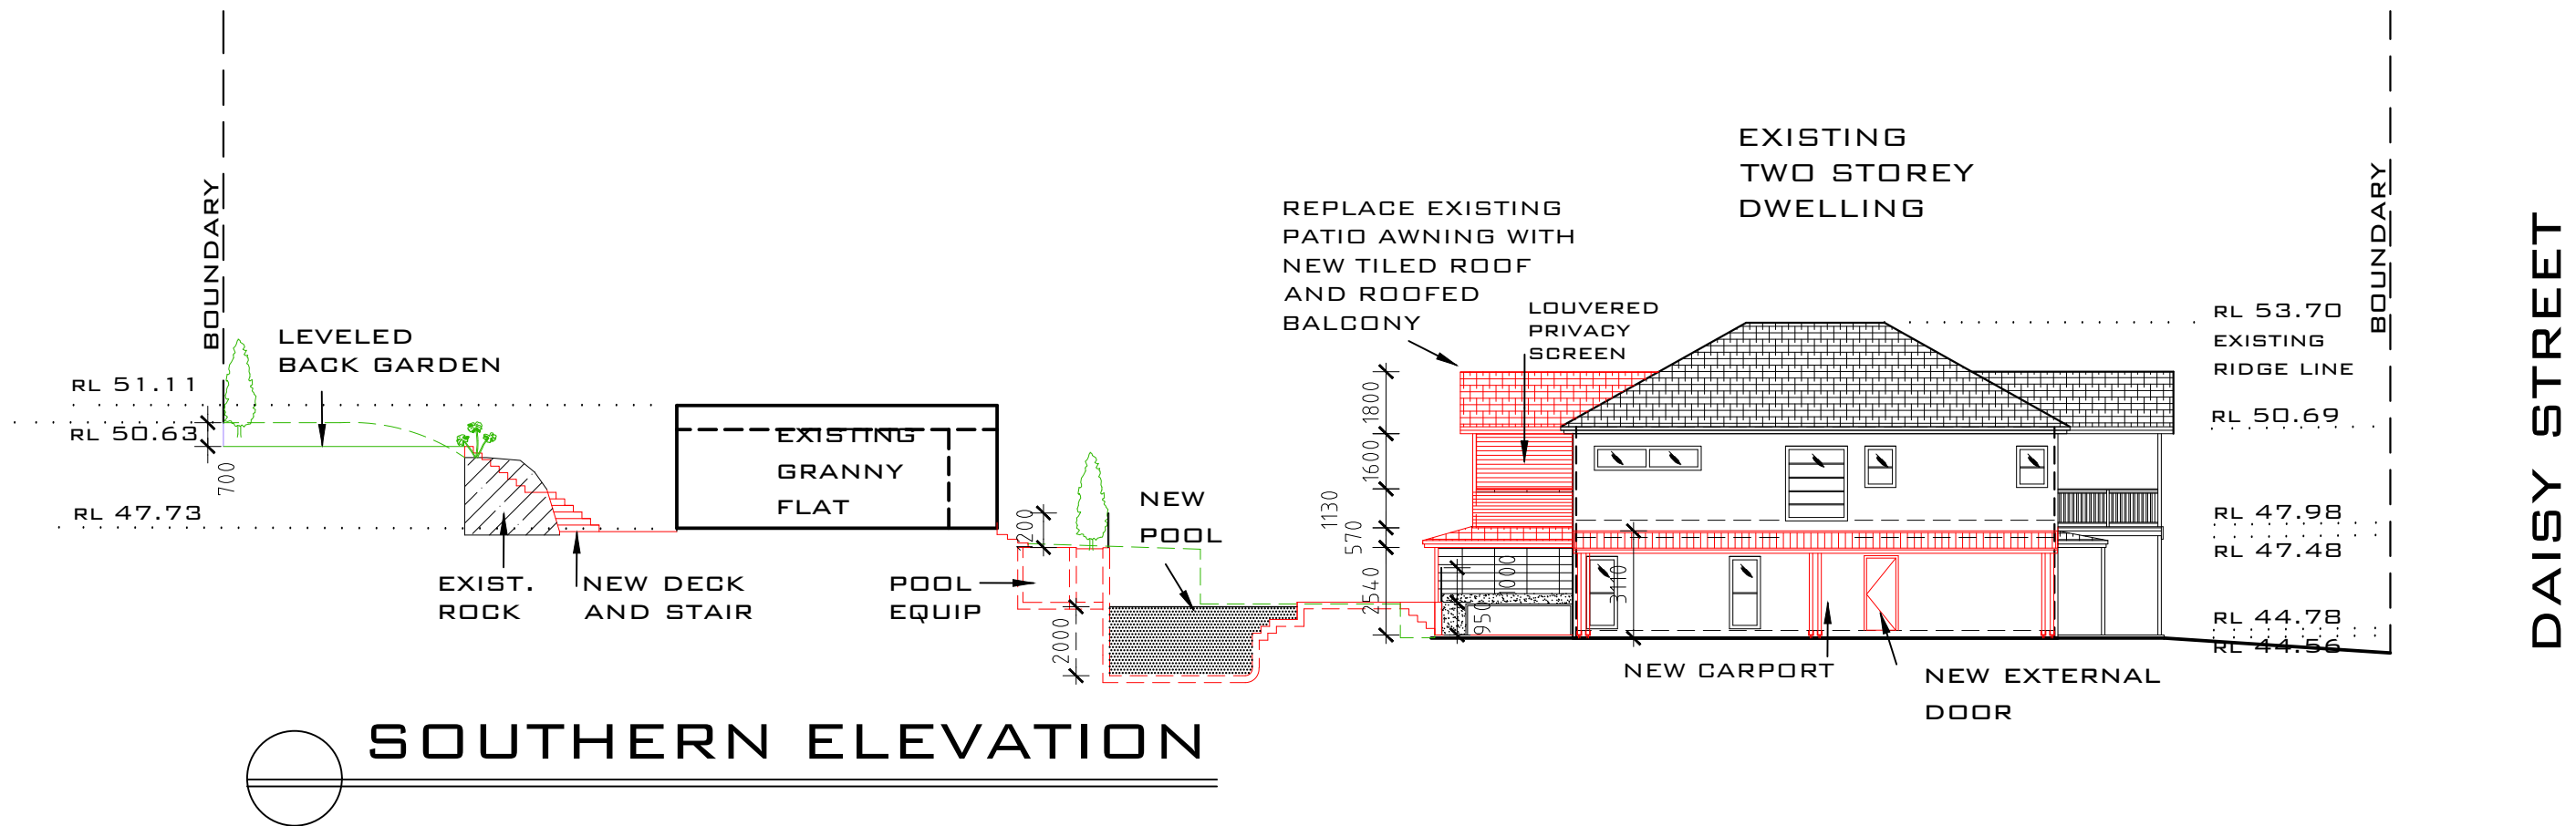 BOUNDARY
LEVELED
BACK GARDEN
RL 51.11
RL 50.63
700
RL 47.73
EXIST.
ROCK
NEW DECK
AND STAIR
EXISTING
GRANNY
FLAT
POOL
EQUIP
1200
2000
NEW
POOL
REPLACE EXISTING
PATIO AWNING WITH
NEW TILED ROOF
AND ROOFED
BALCONY
LOUVERED
PRIVACY
SCREEN
EXISTING
TWO STOREY
DWELLING
1800
1600
1130
570
2540
1000
950
3110
NEW CARPORT
NEW EXTERNAL
DOOR
RL 53.70
EXISTING
RIDGE LINE
RL 50.69
RL 47.98
RL 47.48
RL 44.78
RL 44.56
BOUNDARY
DAISY STREET
SOUTHERN ELEVATION